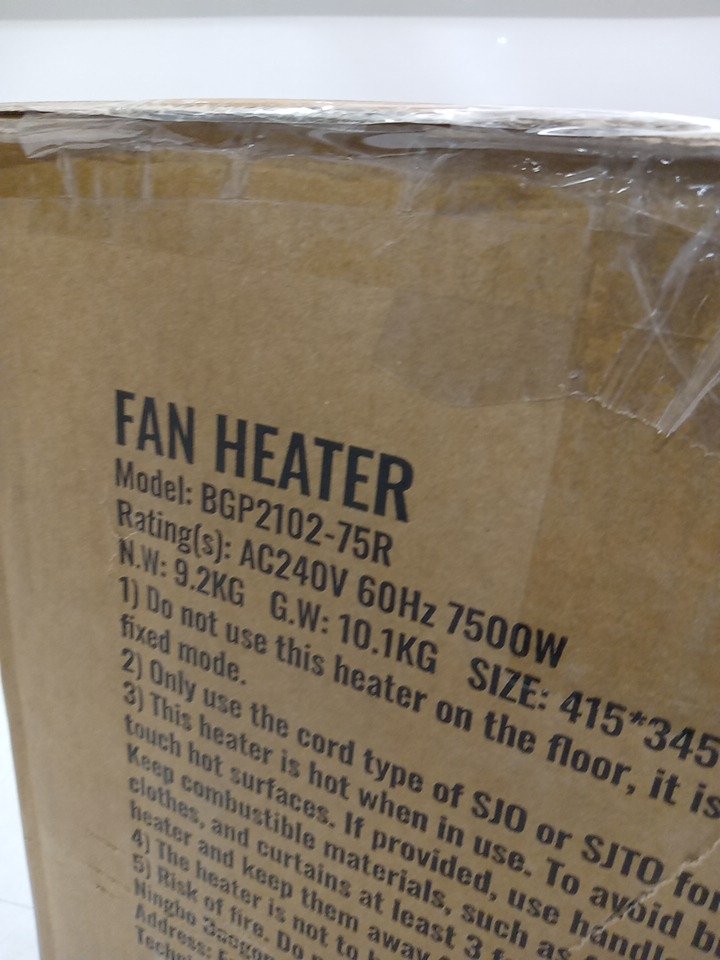 FAN HEATER
Model: BGP2102-75R
Rating(s): AC240V 60Hz 7500W
N.W: 9.2KG G.W: 10.1KG SIZE: 415*345
1) Do not use this heater on the floor, it is
fixed mode.
2) Only use the cord type of SJO or SJTO for
3) This heater is hot when in use. To avoid
touch hot surfaces. If provided, use
Keep combustible materials, such as
clothes, and curtains at least 3
heater and keep them away
4) The heater is not to
5) Risk of fire. Do
Ningbo
Address: